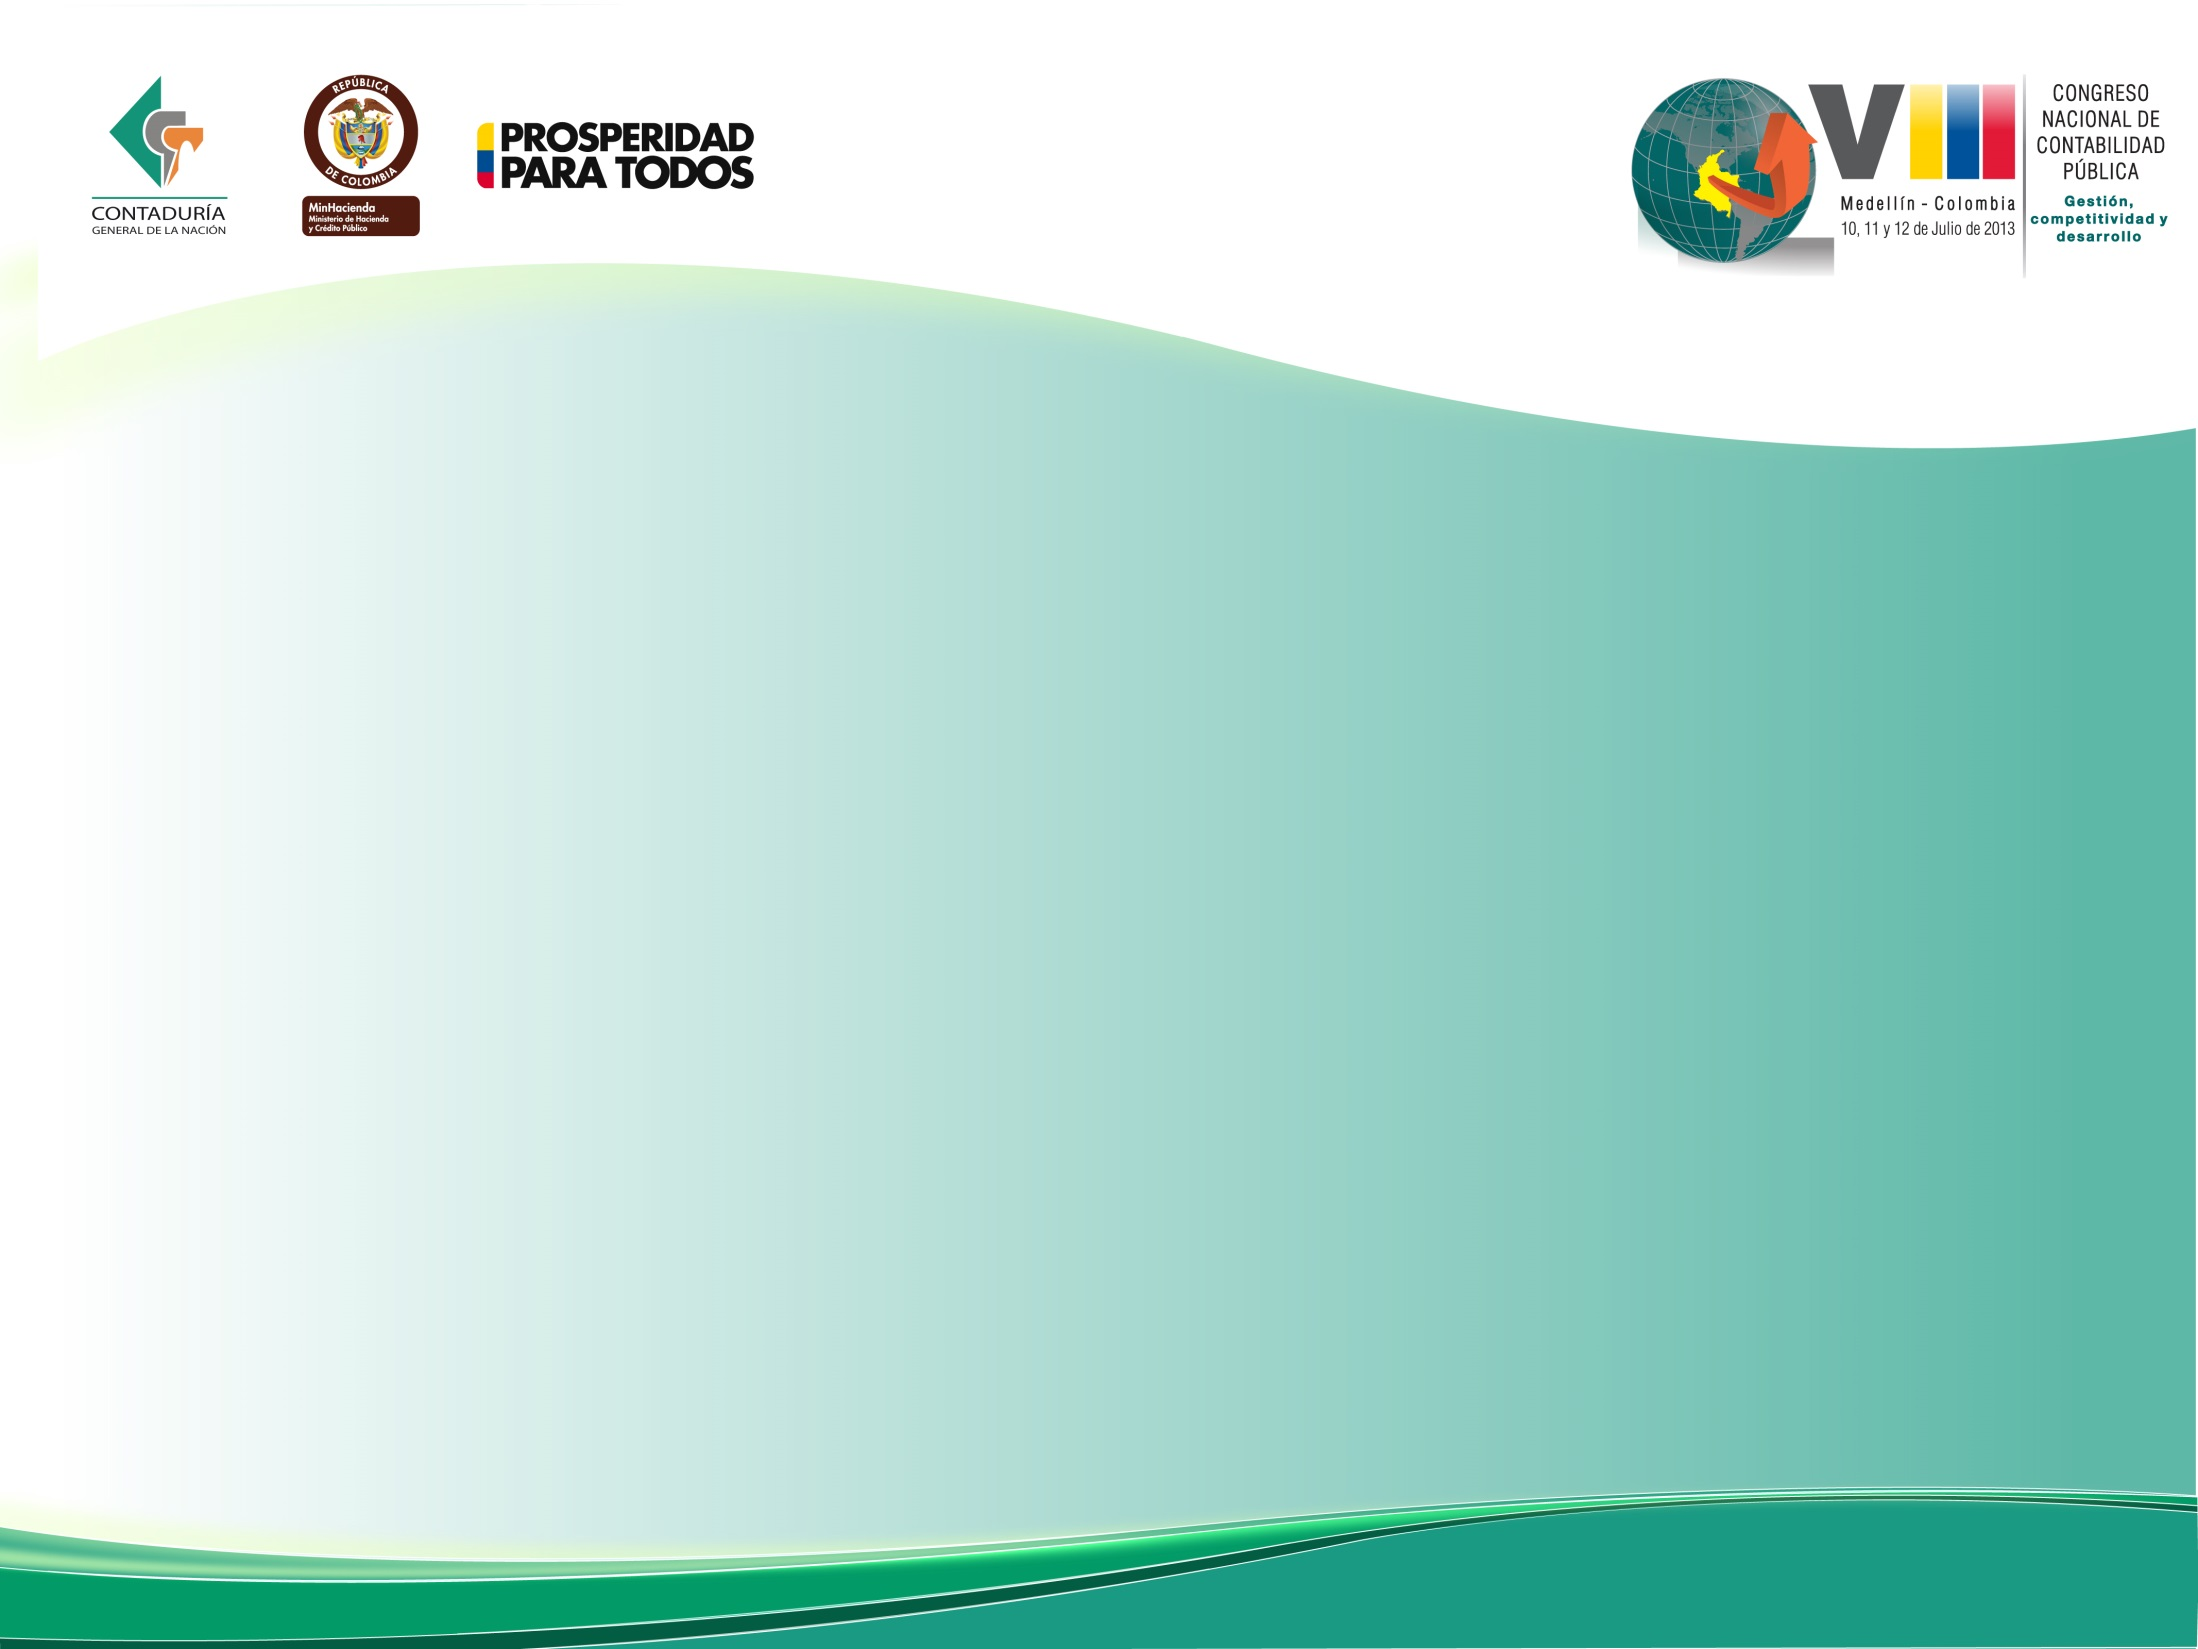 CONTADURÍA
GENERAL DE LA NACIÓN
REPÚBLICA
DE COLOMBIA
MinHacienda
Ministerio de Hacienda
y Crédito Público
PROSPERIDAD
PARA TODOS
VIII
Medellín - Colombia
10, 11 y 12 de Julio de 2013
CONGRESO
NACIONAL DE
CONTABILIDAD
PÚBLICA
Gestión,
competitividad y
desarrollo